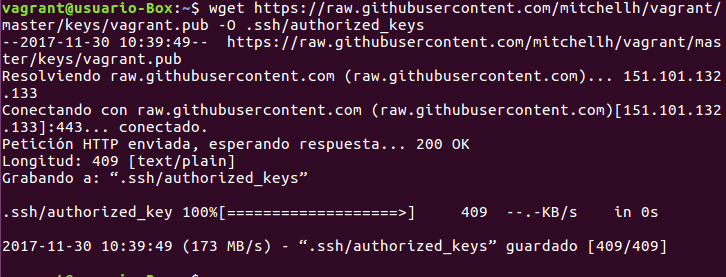 vagrant@usuario-Box:~$ wget https://raw.githubusercontent.com/mitchellh/vagrant/
master/keys/vagrant.pub -O .ssh/authorized_keys
--2017-11-30 10:39:49--  https://raw.githubusercontent.com/mitchellh/vagrant/mas
ter/keys/vagrant.pub
Resolviendo raw.githubusercontent.com (raw.githubusercontent.com)... 151.101.132
.133
Conectando con raw.githubusercontent.com (raw.githubusercontent.com)[151.101.132
.133]:443... conectado.
Petición HTTP enviada, esperando respuesta... 200 OK
Longitud: 409 [text/plain]
Grabando a: “.ssh/authorized_keys”
.ssh/authorized_key 100%[===================>]     409  --.-KB/s    in 0s
2017-11-30 10:39:49 (173 MB/s) - “.ssh/authorized_keys” guardado [409/409]